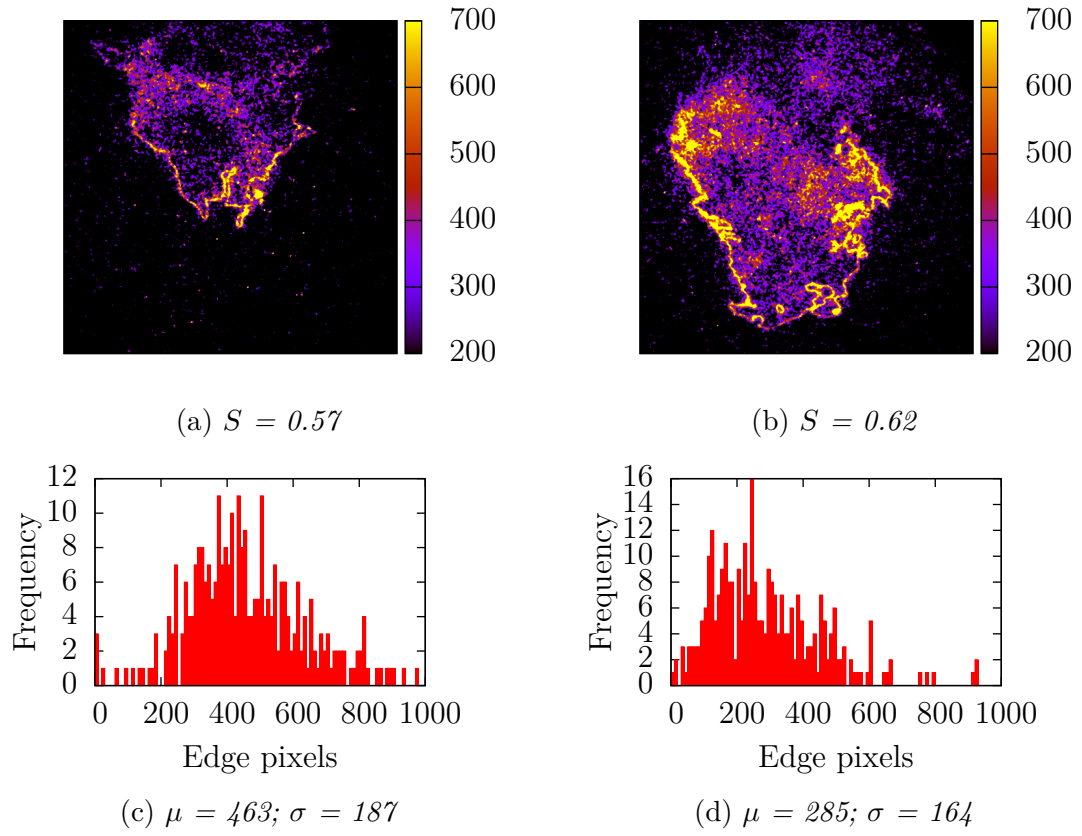 700
600
500
400
300
200
700
600
500
400
300
200
(a) S = 0.57
(b) S = 0.62
12
10
8
6
4
2
0
Frequency
0 200 400 600 800 1000
Edge pixels
16
14
12
10
8
6
4
2
0
Frequency
0 200 400 600 800 1000
Edge pixels
(c) μ = 463; σ = 187
(d) μ = 285; σ = 164